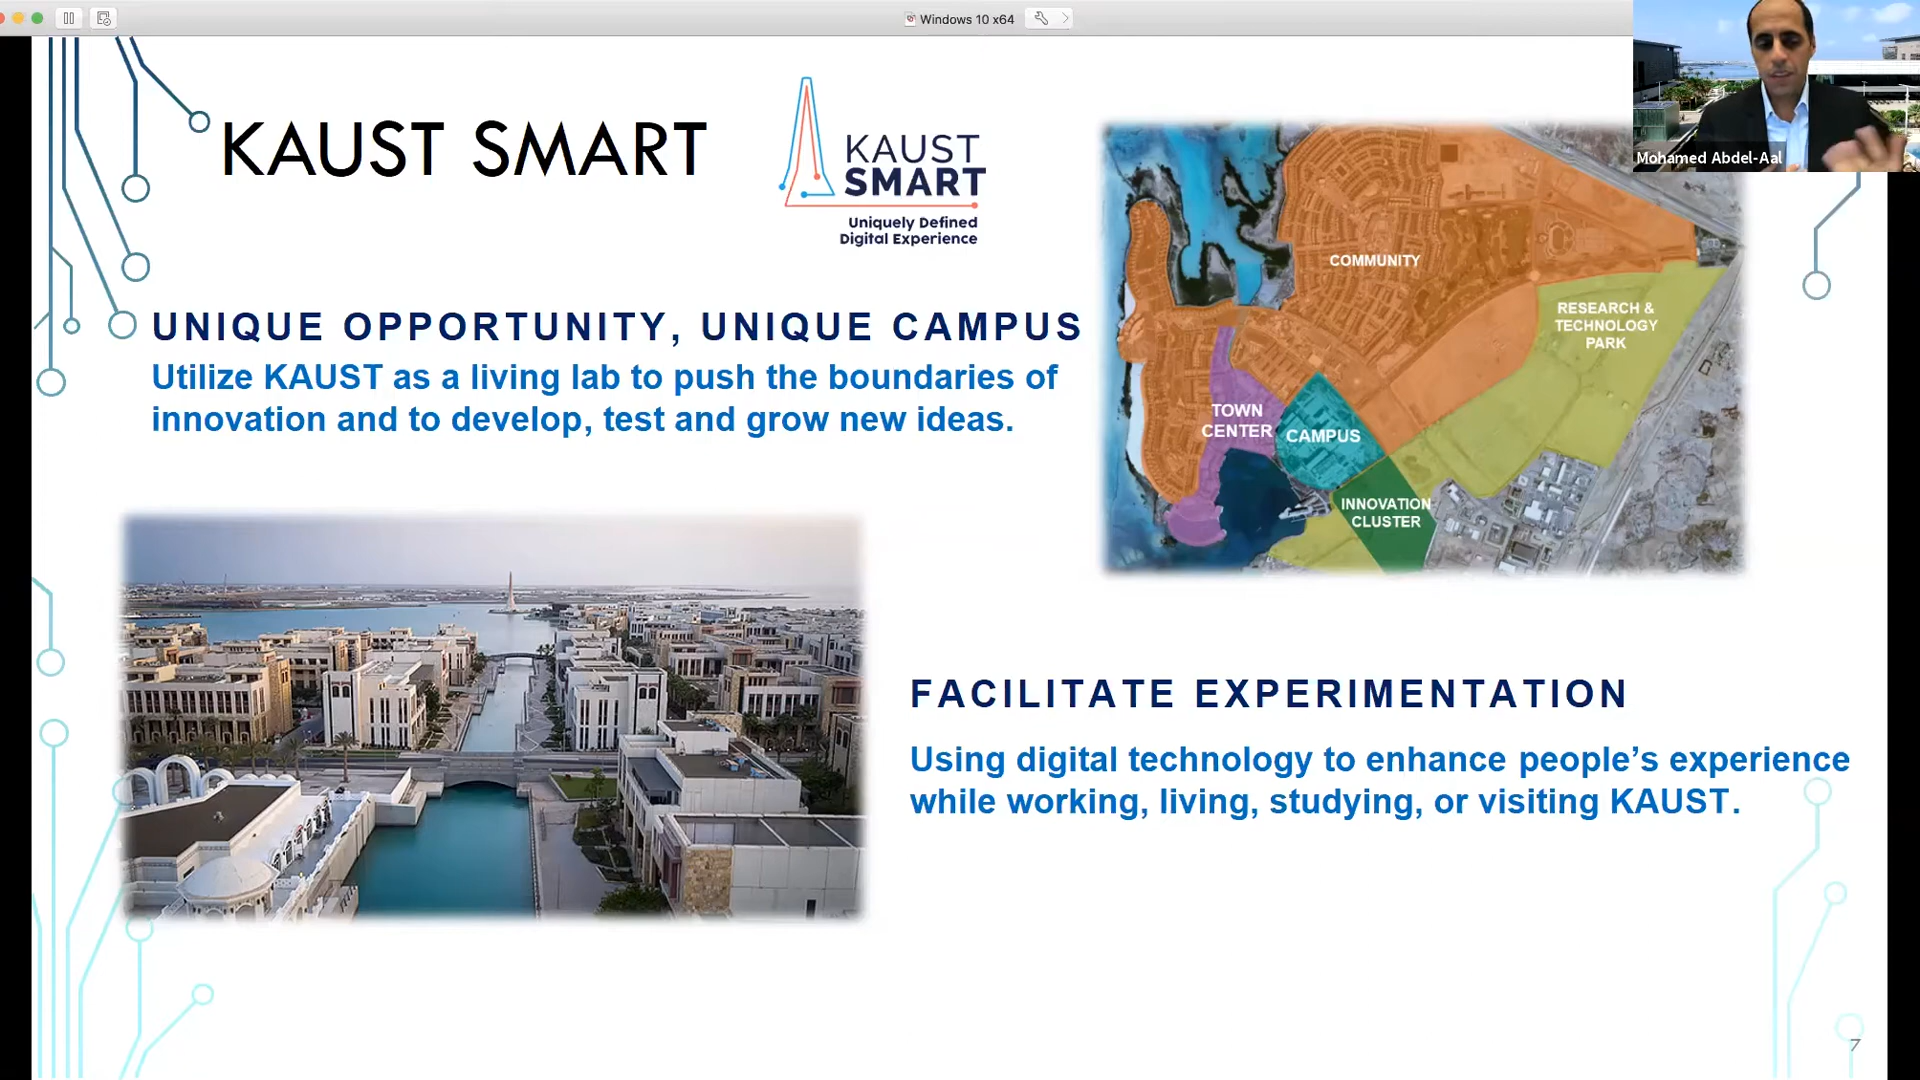 Windows 10 x64
Mohamed Abdel-Aal
KAUST SMART
KAUST
SMART
Uniquely Defined
Digital Experience
UNIQUE OPPORTUNITY, UNIQUE CAMPUS
Utilize KAUST as a living lab to push the boundaries of
innovation and to develop, test and grow new ideas.
COMMUNITY
RESEARCH &
TECHNOLOGY
PARK
TOWN
CENTER
CAMPUS
INNOVATION
CLUSTER
FACILITATE EXPERIMENTATION
Using digital technology to enhance people’s experience
while working, living, studying, or visiting KAUST.
7